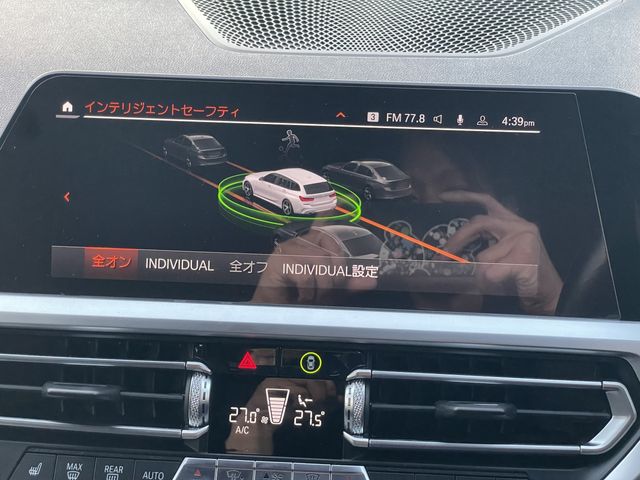 インテリジェントセーフティ
3 FM 77.8 4:39pm
全オン INDIVIDUAL 全オフ INDIVIDUAL設定
27.0° 27.5°
A/C
MAX REAR AUTO